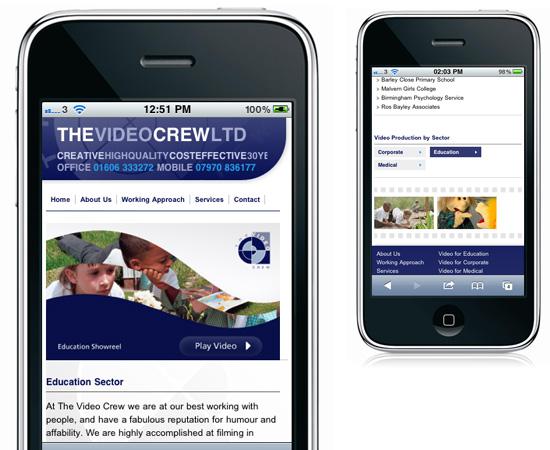 3 12:51 PM 100%
THEVIDEOCREWLTD
CREATIVEHIGHQUALITYCOSTEFFECTIVE30YE
OFFICE 01606 333272 MOBILE 07970 836177
Home About Us Working Approach Services Contact
VIDEO
CREW
Education Showreel Play Video
Education Sector
At The Video Crew we are at our best working with
people, and have a fabulous reputation for humour and
affability. We are highly accomplished at filming in
3 02:03 PM 98%
> Barley Close Primary School
> Malvern Girls College
> Birmingham Psychology Service
> Ros Bayley Associates
Video Production by Sector
Corporate Education
Medical
About Us Video for Education
Working Approach Video for Corporate
Services Video for Medical